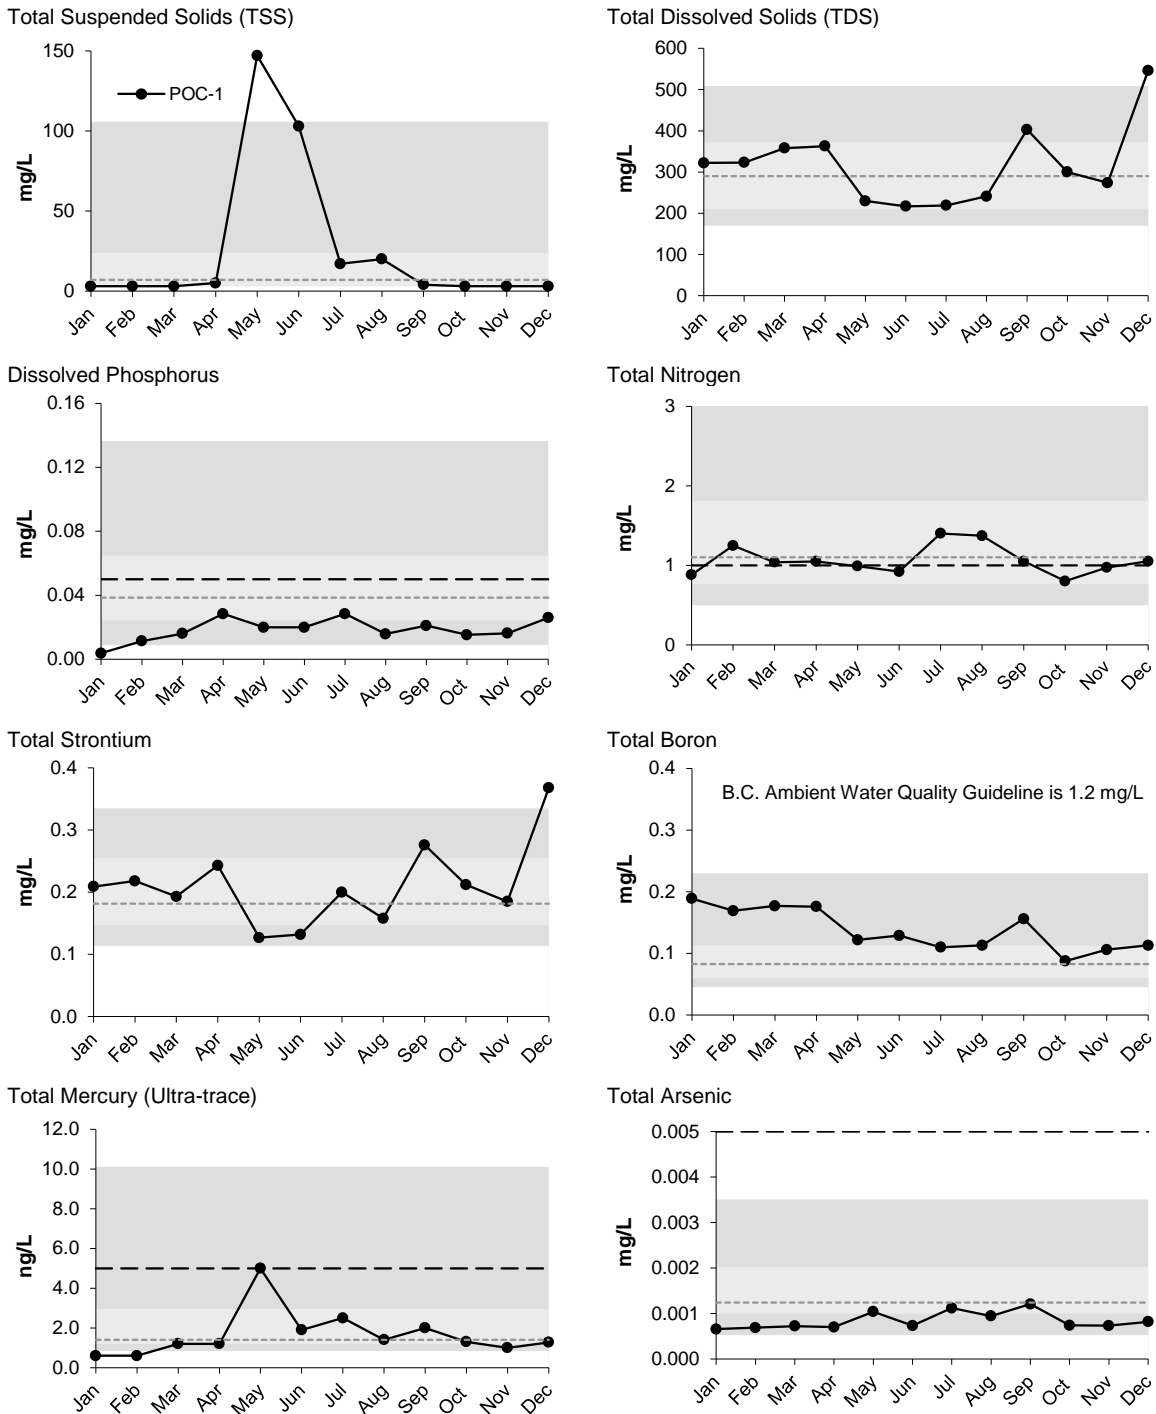 Total Suspended Solids (TSS)
150
100
50
0
mg/L
POC-1
Jan Feb Mar Apr May Jun Jul Aug Sep Oct Nov Dec
Total Dissolved Solids (TDS)
600
500
400
300
200
100
0
mg/L
Jan Feb Mar Apr May Jun Jul Aug Sep Oct Nov Dec
Dissolved Phosphorus
0.16
0.12
0.08
0.04
0.00
mg/L
Jan Feb Mar Apr May Jun Jul Aug Sep Oct Nov Dec
Total Nitrogen
3
2
1
0
mg/L
Jan Feb Mar Apr May Jun Jul Aug Sep Oct Nov Dec
Total Strontium
0.4
0.3
0.2
0.1
0.0
mg/L
Jan Feb Mar Apr May Jun Jul Aug Sep Oct Nov Dec
Total Boron
0.4
0.3
0.2
0.1
0.0
mg/L
B.C. Ambient Water Quality Guideline is 1.2 mg/L
Jan Feb Mar Apr May Jun Jul Aug Sep Oct Nov Dec
Total Mercury (Ultra-trace)
12.0
10.0
8.0
6.0
4.0
2.0
0.0
ng/L
Jan Feb Mar Apr May Jun Jul Aug Sep Oct Nov Dec
Total Arsenic
0.005
0.004
0.003
0.002
0.001
0.000
mg/L
Jan Feb Mar Apr May Jun Jul Aug Sep Oct Nov Dec